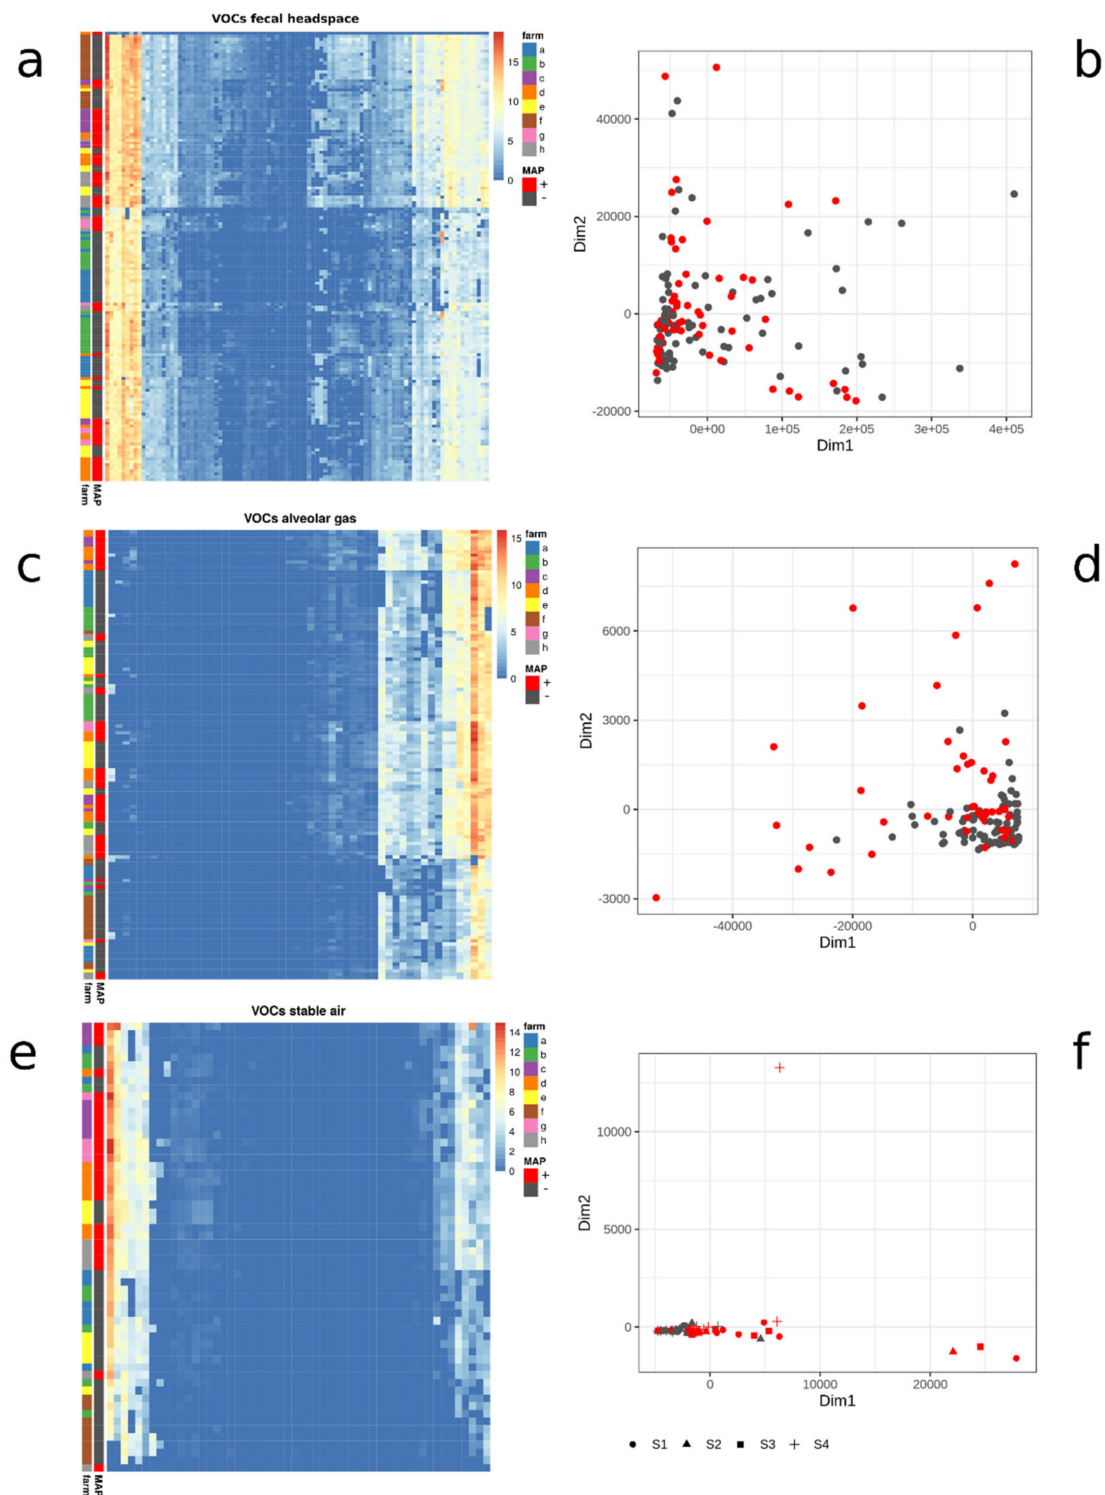 a
VOCs fecal headspace
15
10
5
0
farm
a
b
c
d
e
f
g
h
MAP
+
-
farm
MAP
b
Dim2
40000
20000
0
-20000
0e+00
1e+05
2e+05
3e+05
4e+05
Dim1
c
VOCs alveolar gas
15
10
5
0
farm
a
b
c
d
e
f
g
h
MAP
+
-
farm
MAP
d
Dim2
6000
3000
0
-3000
-40000
-20000
0
Dim1
e
VOCs stable air
14
12
10
8
6
4
2
0
farm
a
b
c
d
e
f
g
h
MAP
+
-
farm
MAP
f
Dim2
10000
5000
0
0
10000
20000
Dim1
S1 S2 S3 S4